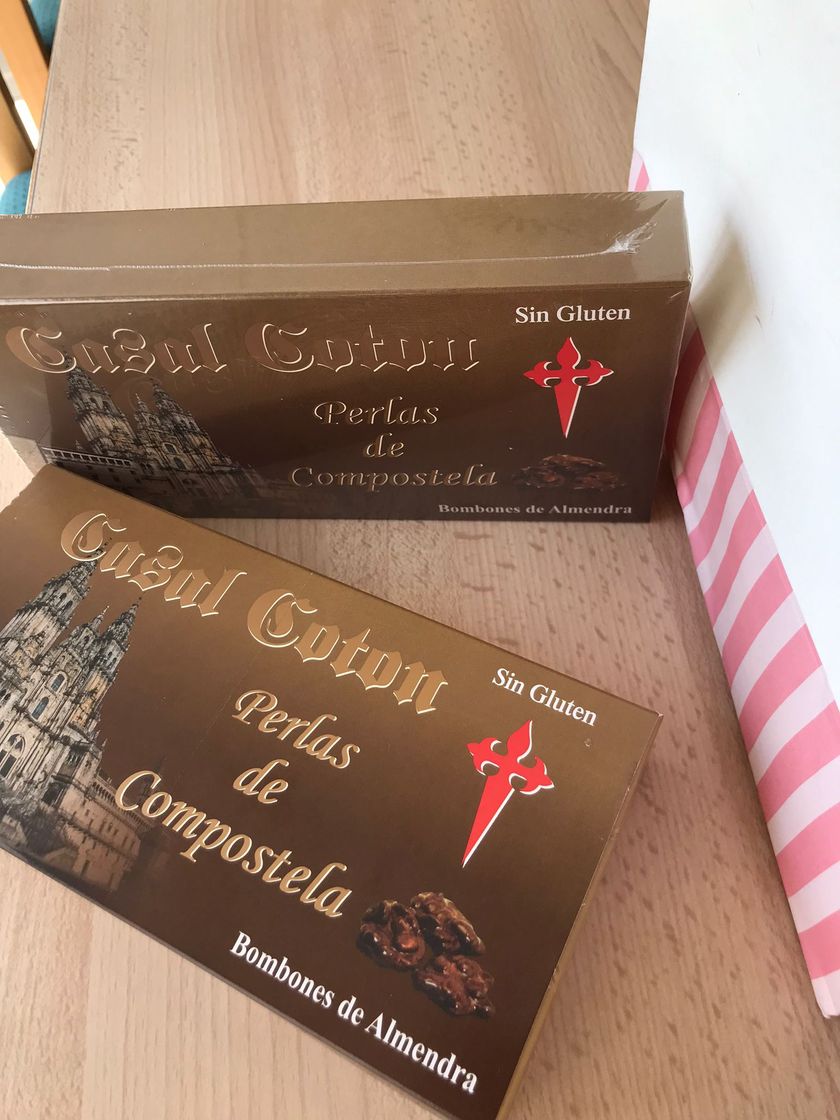 Sin Gluten
Casal Coton
Perlas
de
Compostela
Bombones de Almendra
Casal Coton
Sin Gluten
Perlas
de
Compostela
Bombones de Almendra